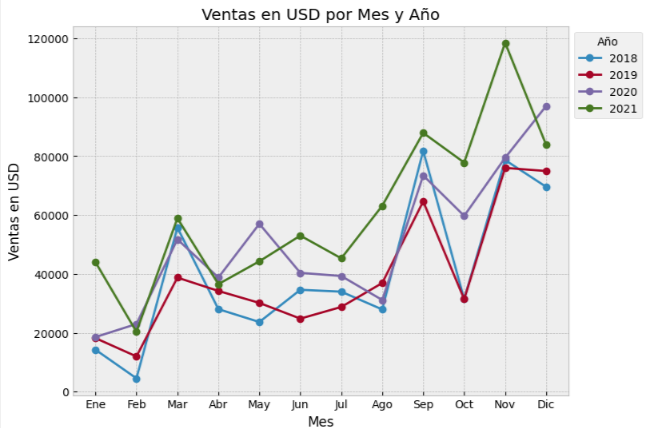 Ventas en USD por Mes y Año
Año
2018
2019
2020
2021
Ventas en USD
120000
100000
80000
60000
40000
20000
0
Ene Feb Mar Abr May Jun Jul Ago Sep Oct Nov Dic
Mes